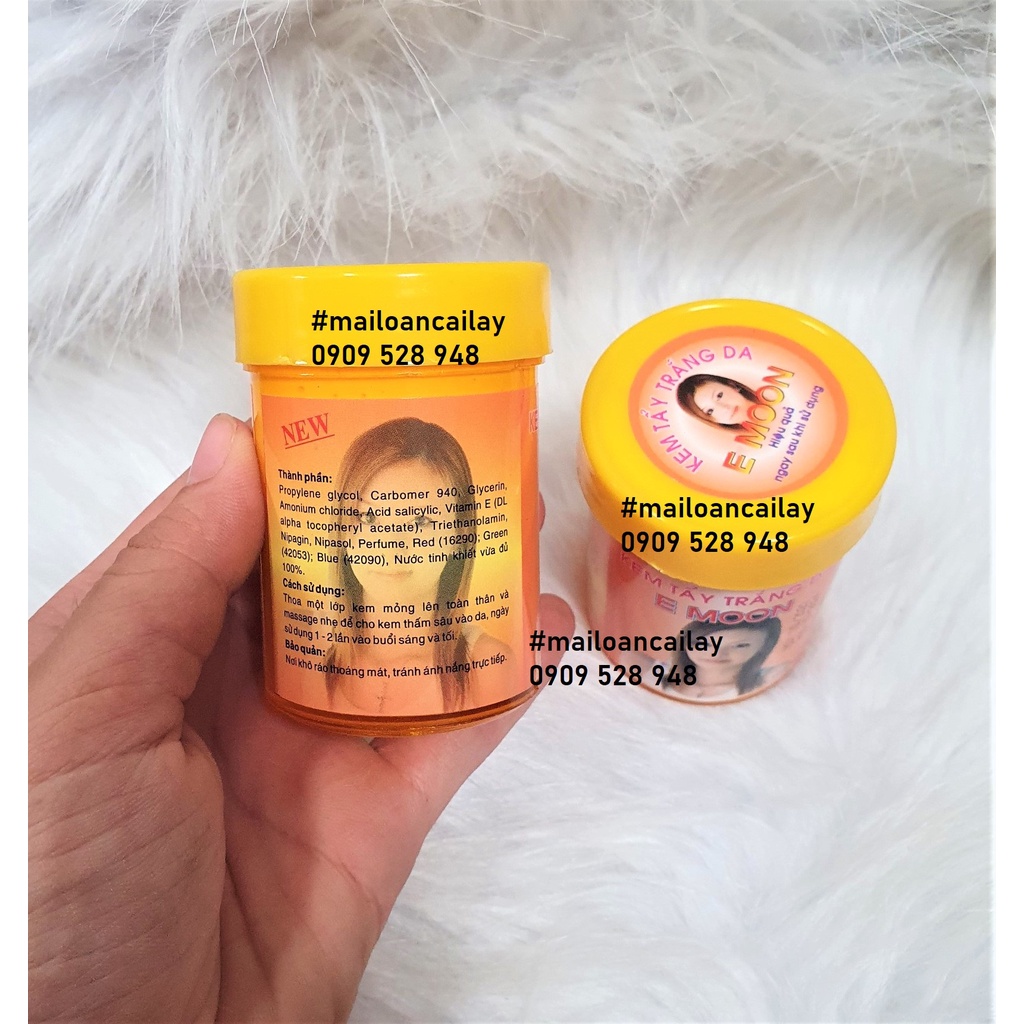 #mailoancailay
0909 528 948
NEW
Thành phần:
Propylene glycol, Carbomer 940, Glycerin,
Amonium chloride, Acid salicylic, Vitamin E (DL
alpha tocopheryl acetate), Triethanolamin,
Nipagin, Nipasol, Perfume, Red (16290); Green
(42053); Blue (42090), Nước tinh khiết vừa đủ
100%.
Cách sử dụng:
Thoa một lớp kem mỏng lên toàn thân và
massage nhẹ để cho kem thấm sâu vào da, ngày
sử dụng 1 - 2 lần vào buổi sáng và tối.
Bảo quản:
Nơi khô ráo thoáng mát, tránh ánh nắng trực tiếp.
KEM TẨY TRẮNG DA
E MOON
Hiệu quả
ngay sau khi sử dụng
#mailoancailay
0909 528 948
KEM TẨY TRẮNG
E MOON
#mailoancailay
0909 528 948